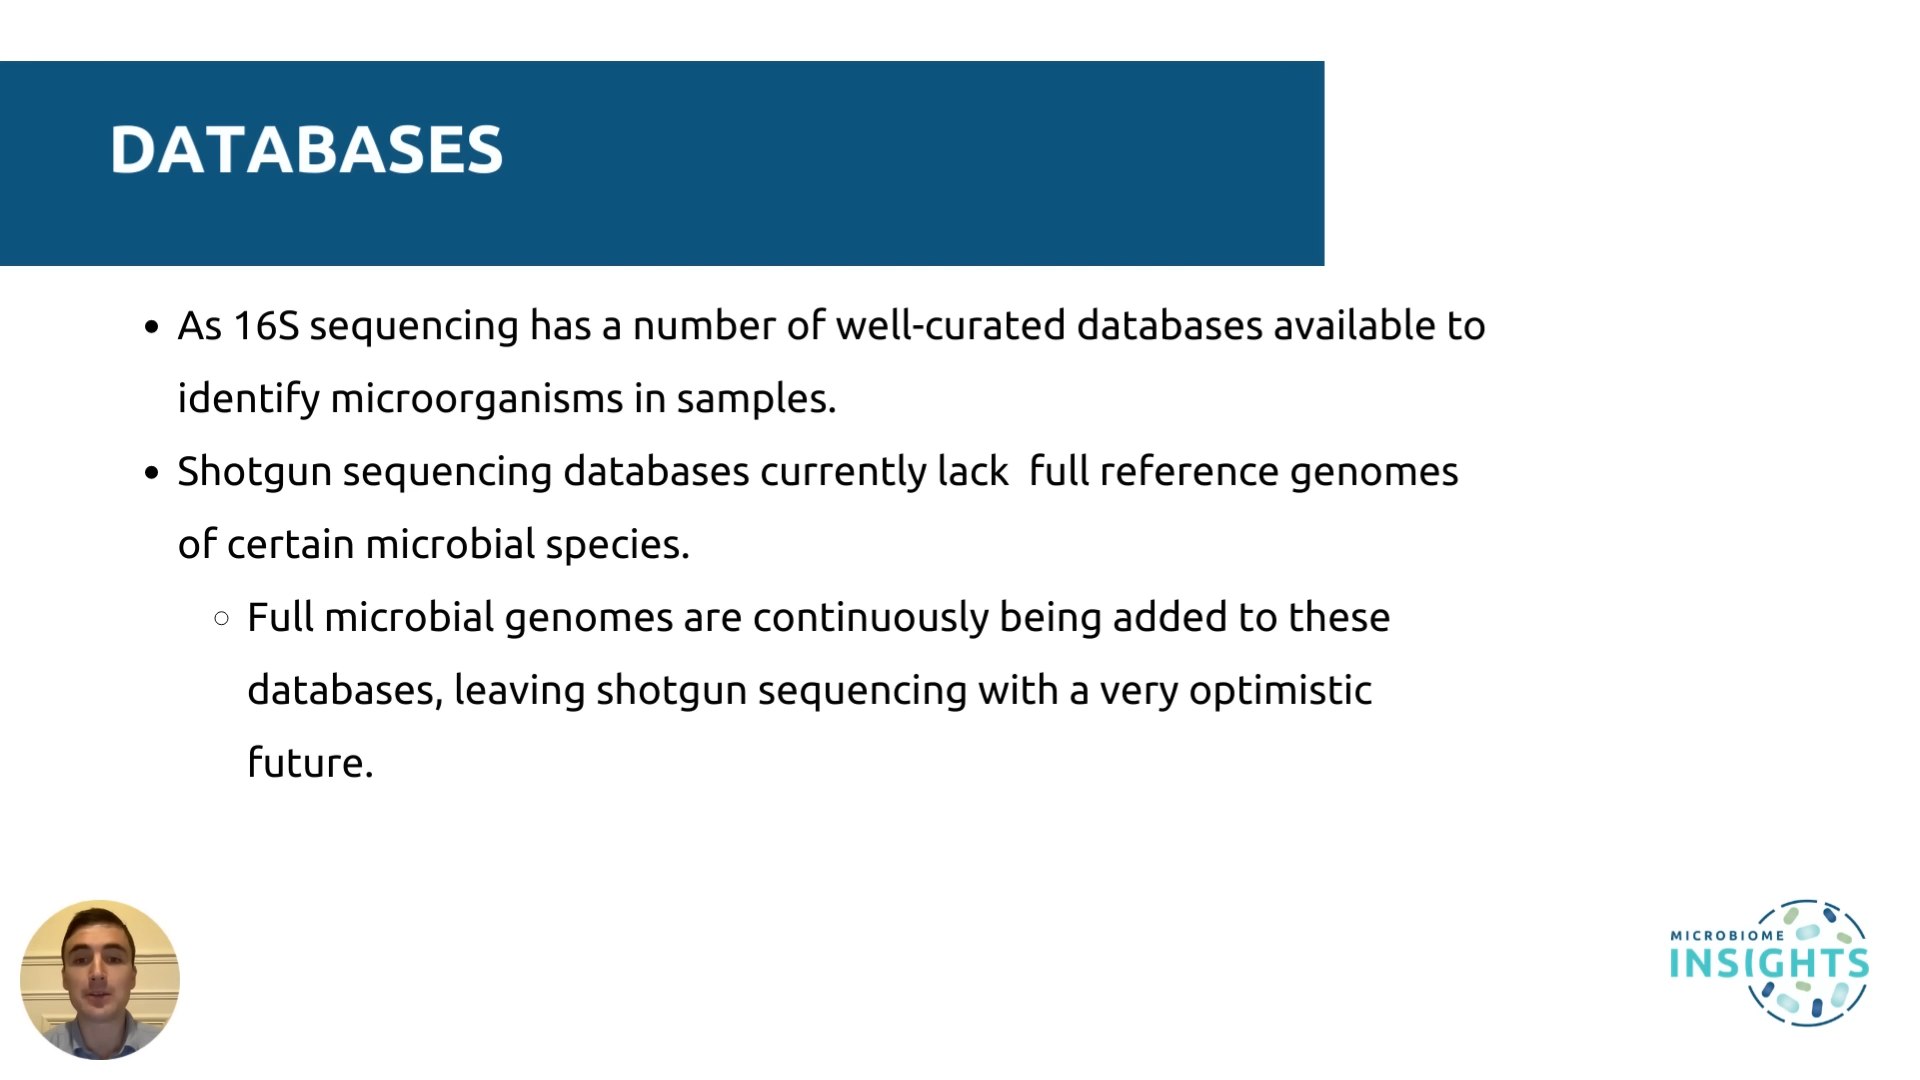 DATABASES
• As 16S sequencing has a number of well-curated databases available to
identify microorganisms in samples.
• Shotgun sequencing databases currently lack  full reference genomes
of certain microbial species.
◦ Full microbial genomes are continuously being added to these
databases, leaving shotgun sequencing with a very optimistic
future.
MICROBIOME
INSIGHTS